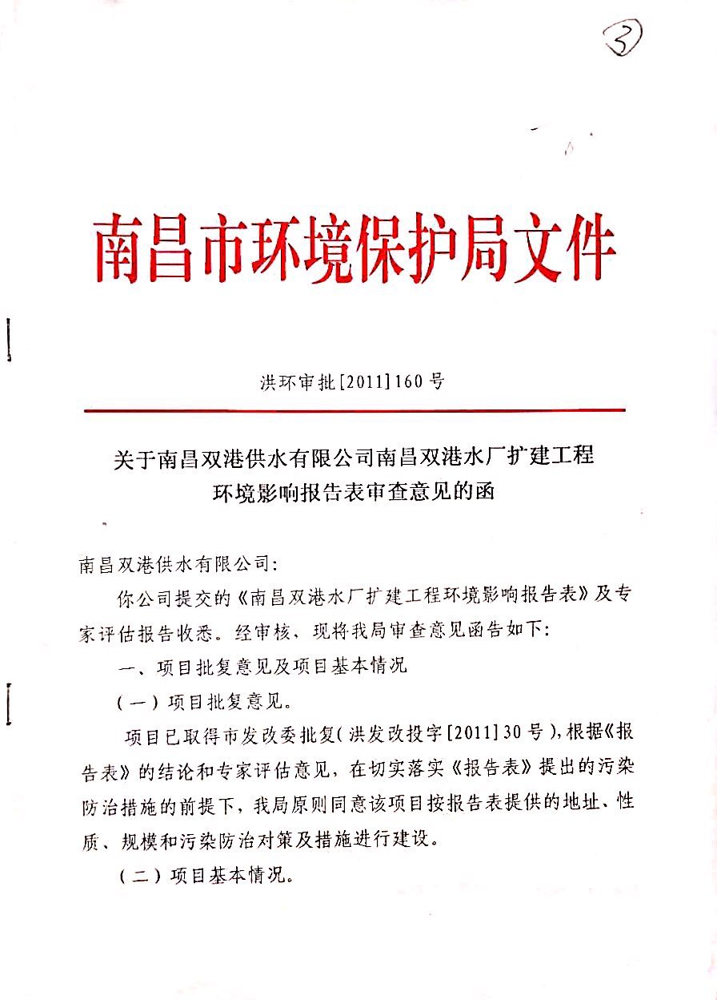 3
南昌市环境保护局文件
洪环审批[2011]160号
关于南昌双港供水有限公司南昌双港水厂扩建工程
环境影响报告表审查意见的函
南昌双港供水有限公司:
你公司提交的《南昌双港水厂扩建工程环境影响报告表》及专
家评估报告收悉。经审核、现将我局审查意见函告如下:
一、项目批复意见及项目基本情况
(一)项目批复意见。
项目已取得市发改委批复(洪发改投字[2011]30号),根据《报
告表》的结论和专家评估意见,在切实落实《报告表》提出的污染
防治措施的前提下,我局原则同意该项目按报告表提供的地址、性
质、规模和污染防治对策及措施进行建设。
(二)项目基本情况。